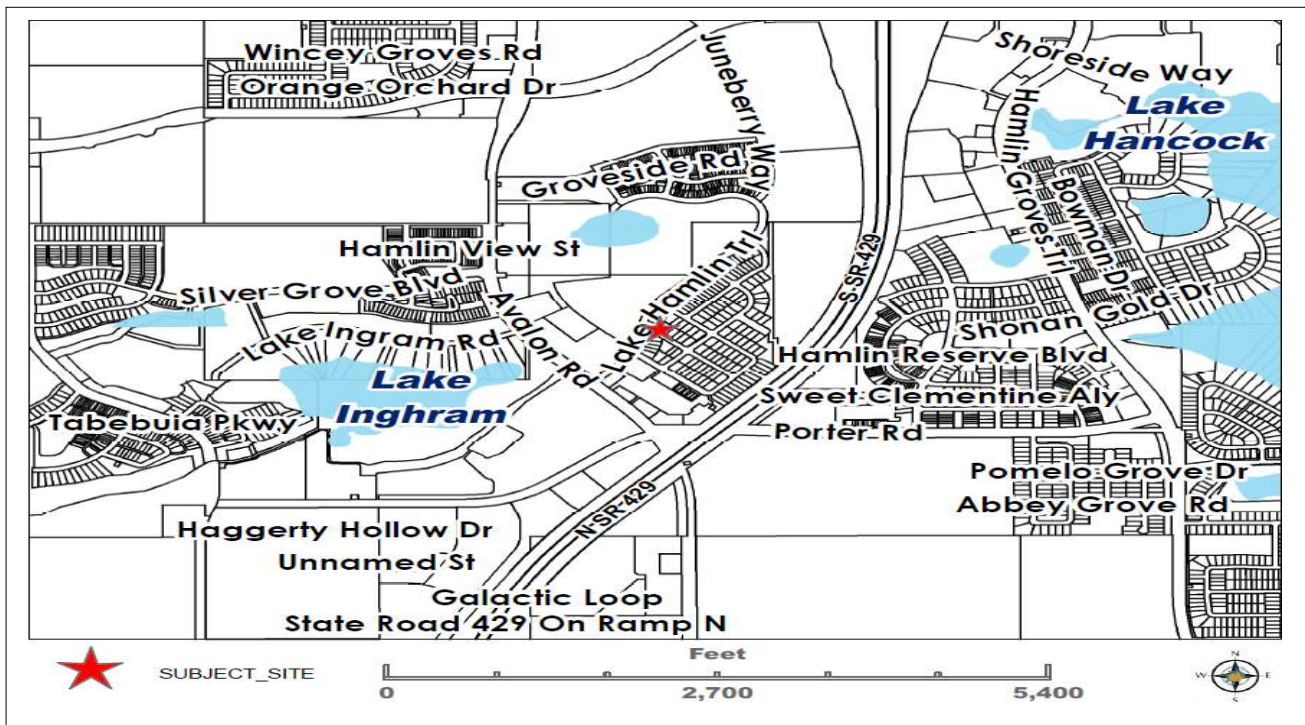 Wincey Groves Rd
Orange Orchard Dr
Juneberry Way
Shoreside Way
Lake
Hancock
Hamlin Groves Trl
Groveside Rd
Bowman Dr
Hamlin View St
Silver Grove Blvd
Lake Hamlin Trl
S SR 429
Avalon Rd
Shonan Gold Dr
Lake Ingram Rd
Hamlin Reserve Blvd
Lake
Inghram
Sweet Clementine Aly
Tabebuia Pkwy
Porter Rd
Pomelo Grove Dr
N SR 429
Abbey Grove Rd
Haggerty Hollow Dr
Unnamed St
Galactic Loop
State Road 429 On Ramp N
SUBJECT_SITE
Feet
0 2,700 5,400
N
W E
S